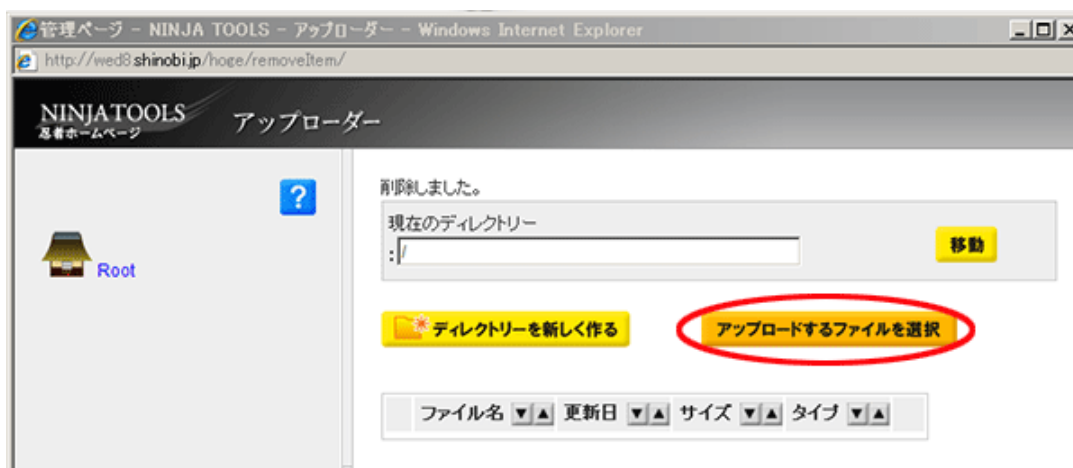 管理ページ - NINJA TOOLS - アップローダー - Windows Internet Explorer
http://wed8.shinobi.jp/hoge/removeItem/
NINJA TOOLS
忍者ホームページ
アップローダー
?
Root
削除しました。
現在のディレクトリー
:/
移動
ディレクトリーを新しく作る
アップロードするファイルを選択
ファイル名 ▼▲ 更新日 ▼▲ サイズ ▼▲ タイプ ▼▲